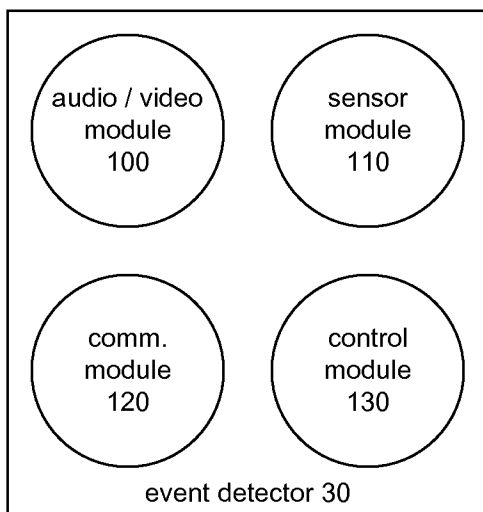 audio / video
module
100
sensor
module
110
comm.
module
120
control
module
130
event detector 30